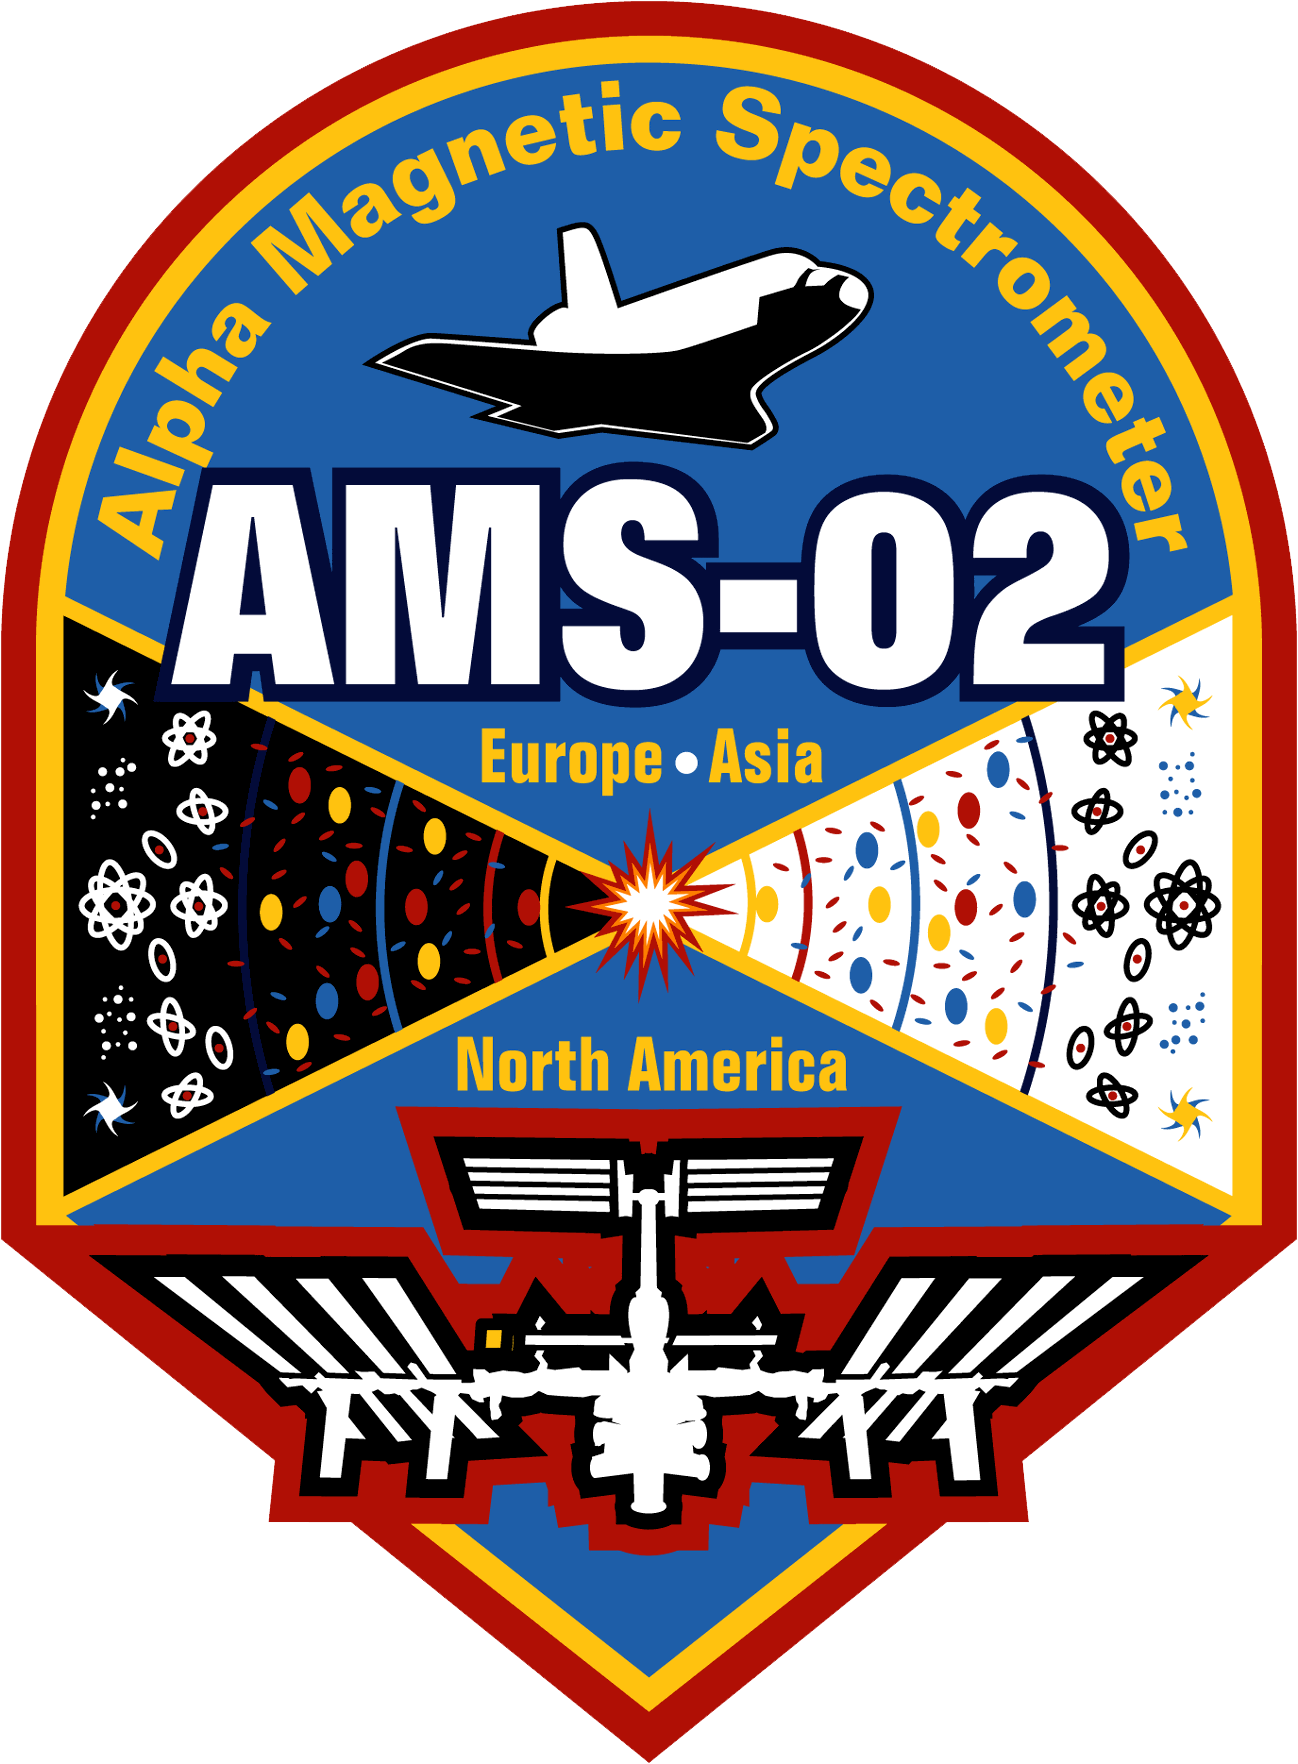 Alpha Magnetic Spectrometer
AMS-02
Europe • Asia
North America